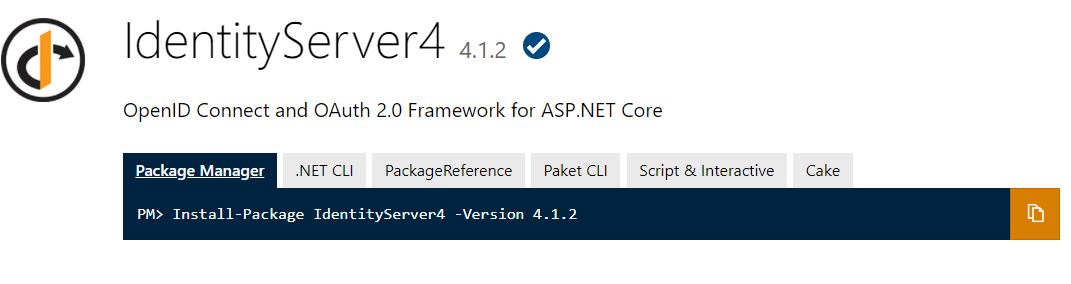 IdentityServer4 4.1.2
OpenID Connect and OAuth 2.0 Framework for ASP.NET Core
Package Manager .NET CLI PackageReference Paket CLI Script & Interactive Cake
PM> Install-Package IdentityServer4 -Version 4.1.2